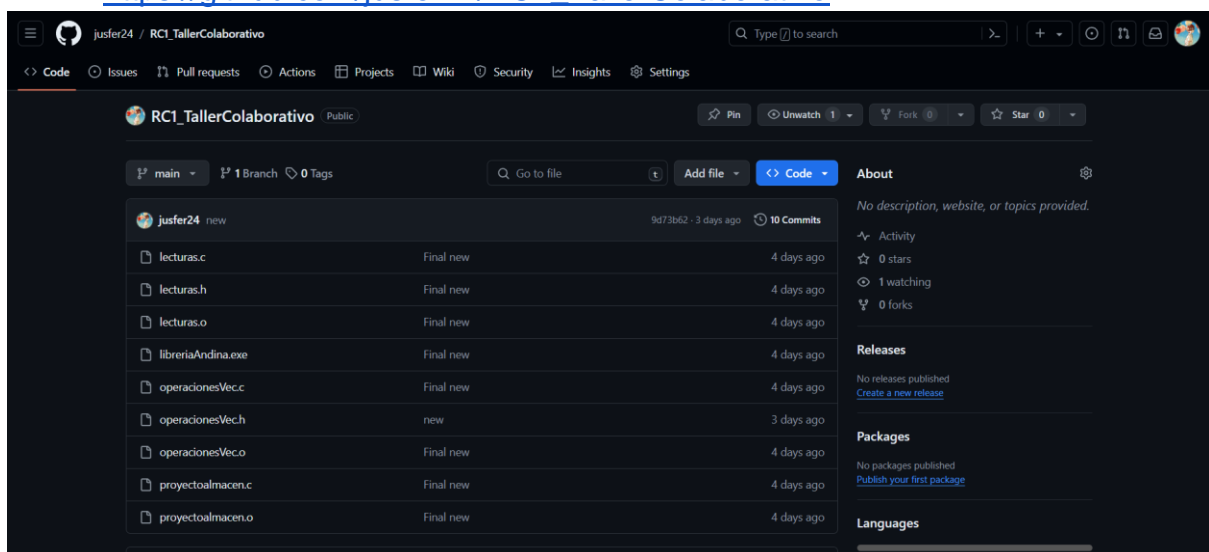 jusfer24 / RC1_TallerColaborativo
Type / to search
Code Issues Pull requests Actions Projects Wiki Security Insights Settings
RC1_TallerColaborativo Public
Pin Unwatch 1 Fork 0 Star 0
main 1 Branch 0 Tags Go to file t Add file Code
About
No description, website, or topics provided.
jusfer24 new 9d73b62 · 3 days ago 10 Commits
Activity
lecturas.c Final new 4 days ago
0 stars
lecturas.h Final new 4 days ago
1 watching
0 forks
lecturas.o Final new 4 days ago
libreriaAndina.exe Final new 4 days ago
Releases
No releases published
operacionesVec.c Final new 4 days ago
Create a new release
operacionesVec.h new 3 days ago
Packages
operacionesVec.o Final new 4 days ago
No packages published
Publish your first package
proyectoalmacen.c Final new 4 days ago
proyectoalmacen.o Final new 4 days ago
Languages